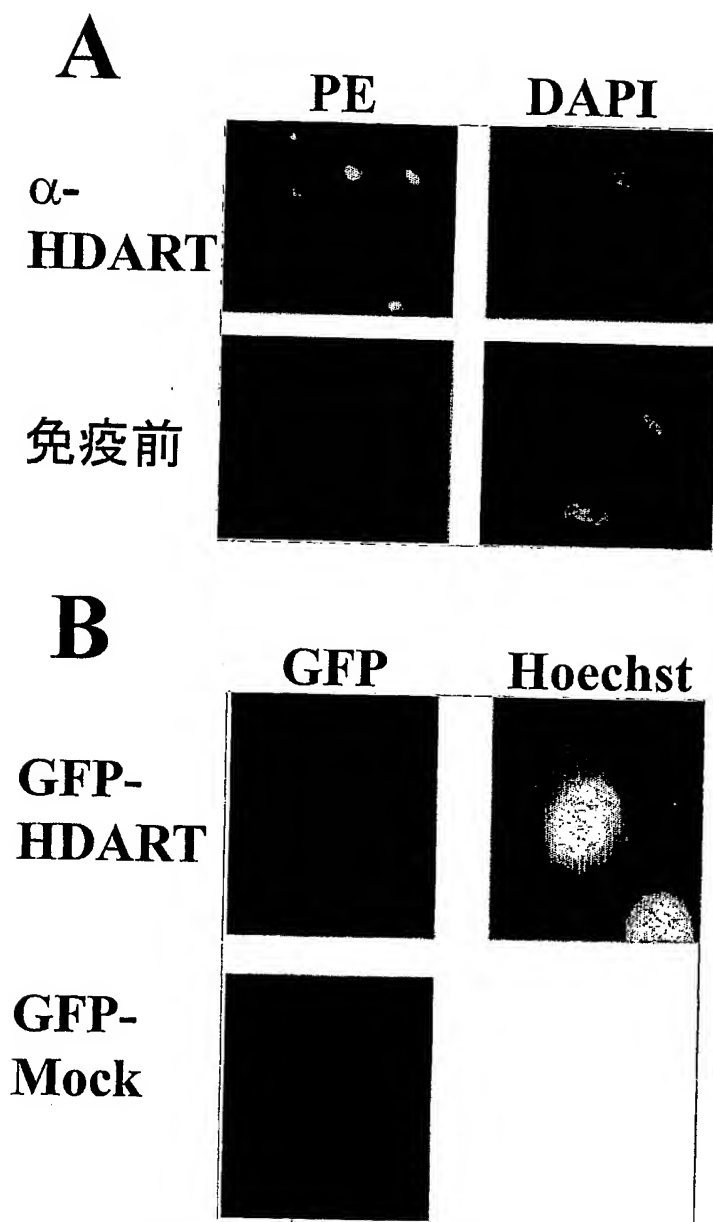 A
PE DAPI
α-
HDART
免疫前
B
GFP Hoechst
GFP-
HDART
GFP-
Mock